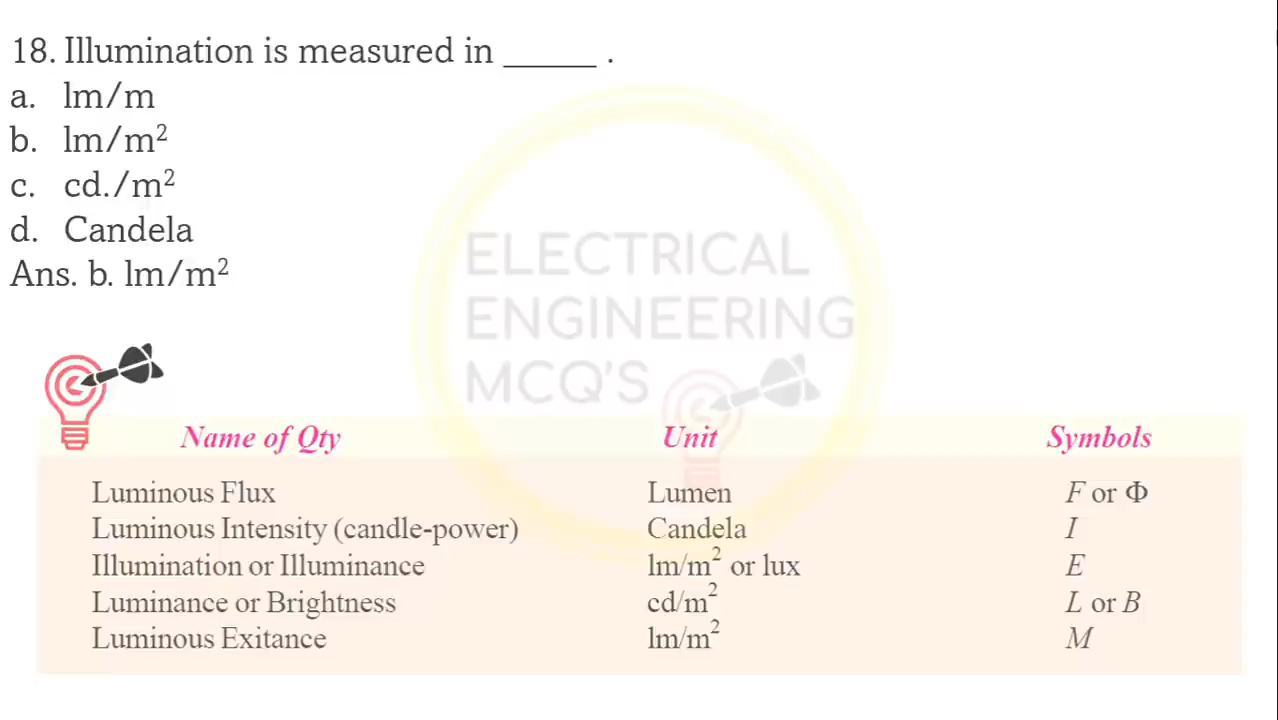 18. Illumination is measured in _____ .
a. lm/m
b. lm/m²
c. cd./m²
d. Candela
Ans. b. lm/m²
ELECTRICAL
ENGINEERING
MCQ'S
Name of Qty Unit Symbols
Luminous Flux Lumen F or Φ
Luminous Intensity (candle-power) Candela I
Illumination or Illuminance lm/m² or lux E
Luminance or Brightness cd/m² L or B
Luminous Exitance lm/m² M